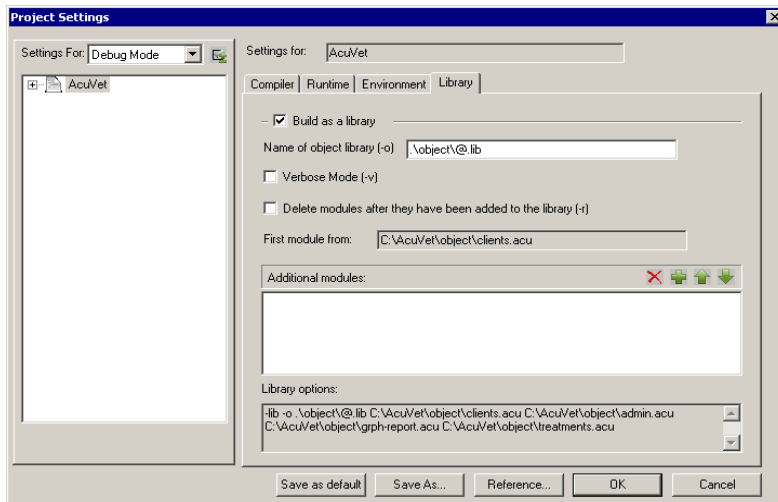 Project Settings
Settings For: Debug Mode
Settings for: AcuVet
AcuVet
Compiler Runtime Environment Library
Build as a library
Name of object library (-o) .\object\@.lib
Verbose Mode (-v)
Delete modules after they have been added to the library (-r)
First module from: C:\AcuVet\object\clients.acu
Additional modules:
Library options:
-lib -o .\object\@.lib C:\AcuVet\object\clients.acu C:\AcuVet\object\admin.acu
C:\AcuVet\object\grph-report.acu C:\AcuVet\object\treatments.acu
Save as default Save As... Reference... OK Cancel